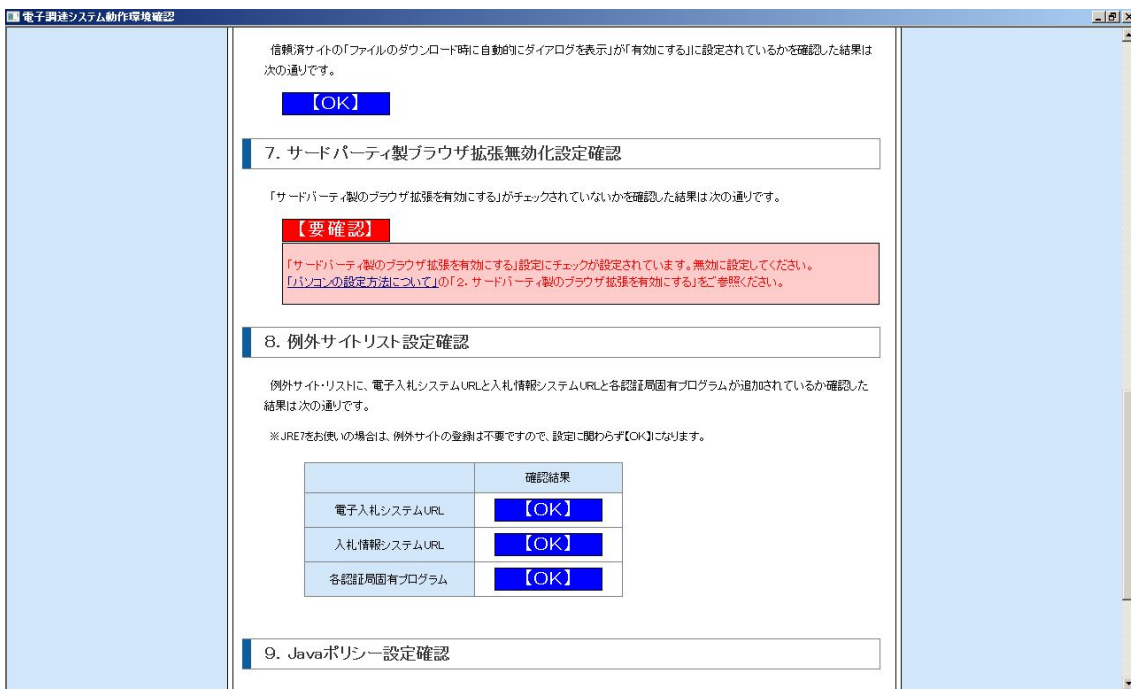 電子調達システム動作環境確認
信頼済サイトの「ファイルのダウンロード時に自動的にダイアログを表示」が「有効にする」に設定されているかを確認した結果は
次の通りです。
【OK】
7. サードパーティ製ブラウザ拡張無効化設定確認
「サードパーティ製のブラウザ拡張を有効にする」がチェックされていないかを確認した結果は次の通りです。
【要確認】
「サードパーティ製のブラウザ拡張を有効にする」設定にチェックが設定されています。無効に設定してください。
「パソコンの設定方法について」の「2. サードパーティ製のブラウザ拡張を有効にする」をご参照ください。
8. 例外サイトリスト設定確認
例外サイト・リストに、電子入札システムURLと入札情報システムURLと各認証局固有プログラムが追加されているか確認した
結果は次の通りです。
※JRE7をお使いの場合は、例外サイトの登録は不要ですので、設定に関わらず【OK】になります。
確認結果
電子入札システムURL 【OK】
入札情報システムURL 【OK】
各認証局固有プログラム 【OK】
9. Javaポリシー設定確認